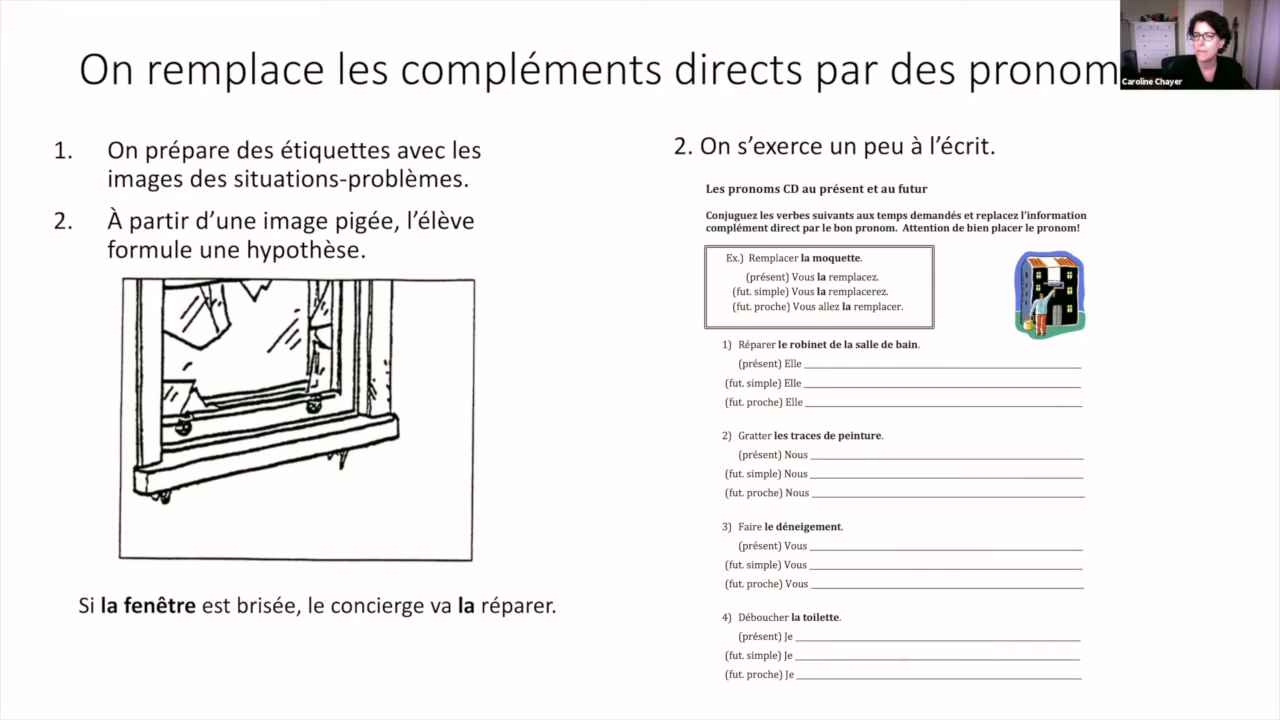 On remplace les compléments directs par des pronom
Caroline Chayer
1. On prépare des étiquettes avec les
images des situations-problèmes.
2. À partir d’une image pigée, l’élève
formule une hypothèse.
Si la fenêtre est brisée, le concierge va la réparer.
2. On s’exerce un peu à l’écrit.
Les pronoms CD au présent et au futur
Conjuguez les verbes suivants aux temps demandés et replacez l’information
complément direct par le bon pronom. Attention de bien placer le pronom!
Ex.) Remplacer la moquette.
(présent) Vous la remplacez.
(fut. simple) Vous la remplacerez.
(fut. proche) Vous allez la remplacer.
1) Réparer le robinet de la salle de bain.
(présent) Elle
(fut. simple) Elle
(fut. proche) Elle
2) Gratter les traces de peinture.
(présent) Nous
(fut. simple) Nous
(fut. proche) Nous
3) Faire le déneigement.
(présent) Vous
(fut. simple) Vous
(fut. proche) Vous
4) Déboucher la toilette.
(présent) Je
(fut. simple) Je
(fut. proche) Je